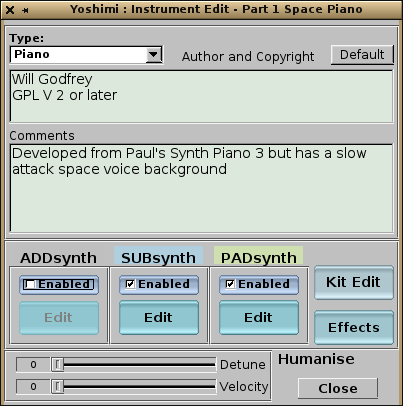 Yoshimi : Instrument Edit - Part 1 Space Piano
Type:
Piano
Author and Copyright
Default
Will Godfrey
GPL V 2 or later
Comments
Developed from Paul's Synth Piano 3 but has a slow
attack space voice background
ADDsynth
SUBsynth
PADsynth
Enabled
Enabled
Enabled
Kit Edit
Edit
Edit
Edit
Effects
0
Detune
Humanise
0
Velocity
Close